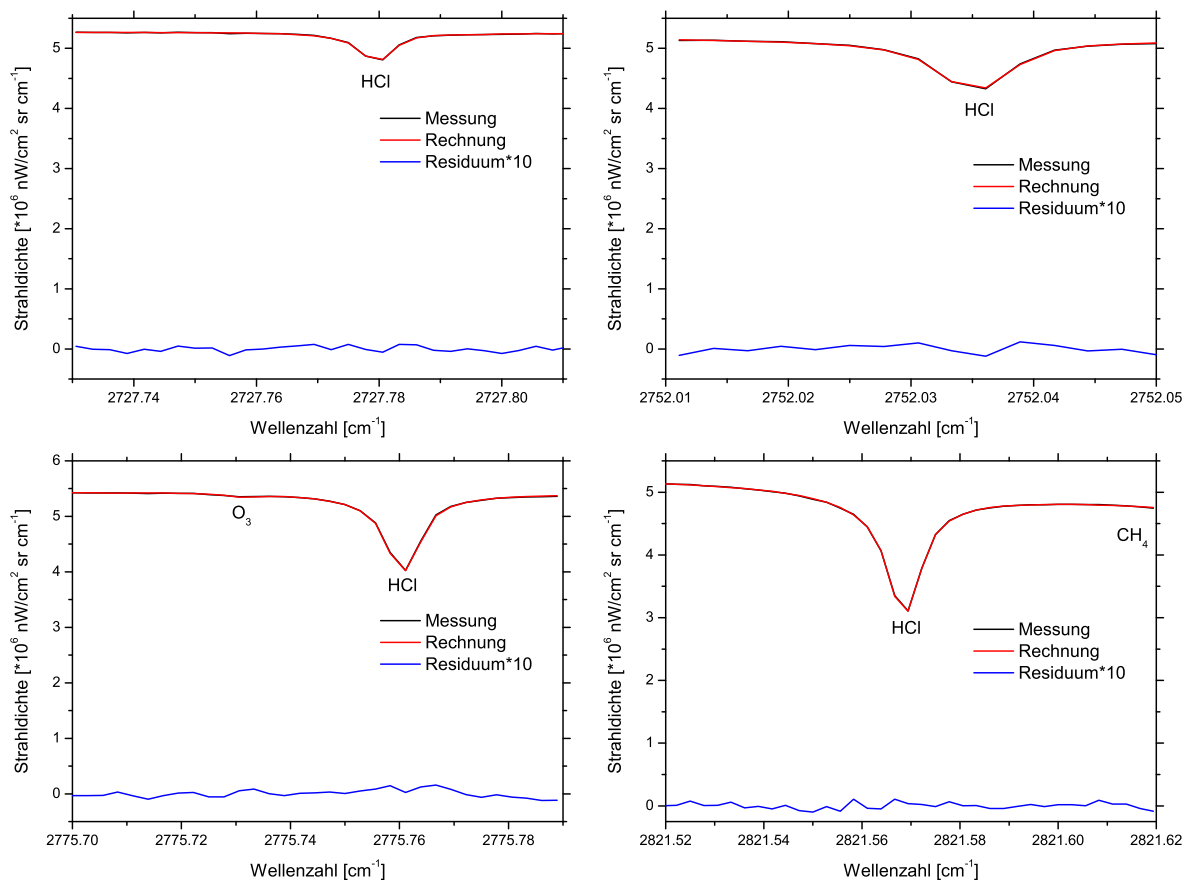 Strahldichte [*10⁶ nW/cm² sr cm⁻¹]
5
4
3
2
1
0
HCl
Messung
Rechnung
Residuum*10
2727.74 2727.76 2727.78 2727.80
Wellenzahl [cm⁻¹]
Strahldichte [*10⁶ nW/cm² sr cm⁻¹]
5
4
3
2
1
0
HCl
Messung
Rechnung
Residuum*10
2752.01 2752.02 2752.03 2752.04 2752.05
Wellenzahl [cm⁻¹]
Strahldichte [*10⁶ nW/cm² sr cm⁻¹]
6
5
4
3
2
1
0
O₃
HCl
Messung
Rechnung
Residuum*10
2775.70 2775.72 2775.74 2775.76 2775.78
Wellenzahl [cm⁻¹]
Strahldichte [*10⁶ nW/cm² sr cm⁻¹]
5
4
3
2
1
0
CH₄
HCl
Messung
Rechnung
Residuum*10
2821.52 2821.54 2821.56 2821.58 2821.60 2821.62
Wellenzahl [cm⁻¹]